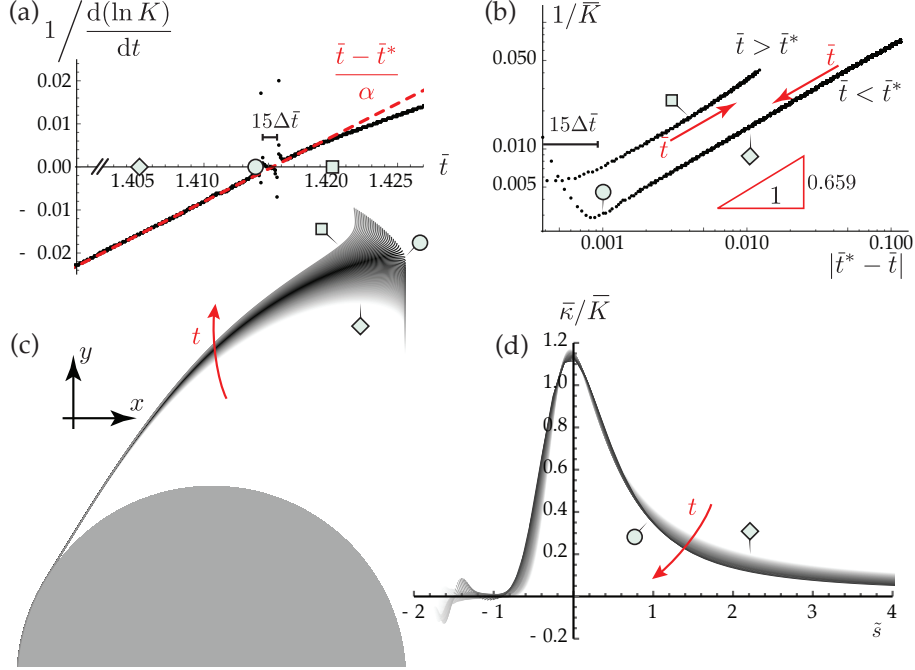 (a)
1 / d(ln K) / dt
0.02
0.01
0.00
- 0.01
- 0.02
t̄ − t̄* / α
15Δt̄
1.405
1.410
1.420
1.425
t̄
(b)
1/K̄
0.050
0.010
0.005
15Δt̄
t̄ > t̄*
t̄
t̄
t̄ < t̄*
0.659
1
0.001
0.010
0.100
|t̄* − t̄|
(c)
y
x
t
(d)
κ̄/K̄
1.2
1.0
0.8
0.6
0.4
0.2
- 0.2
t
- 2
- 1
1
2
3
4
s̃